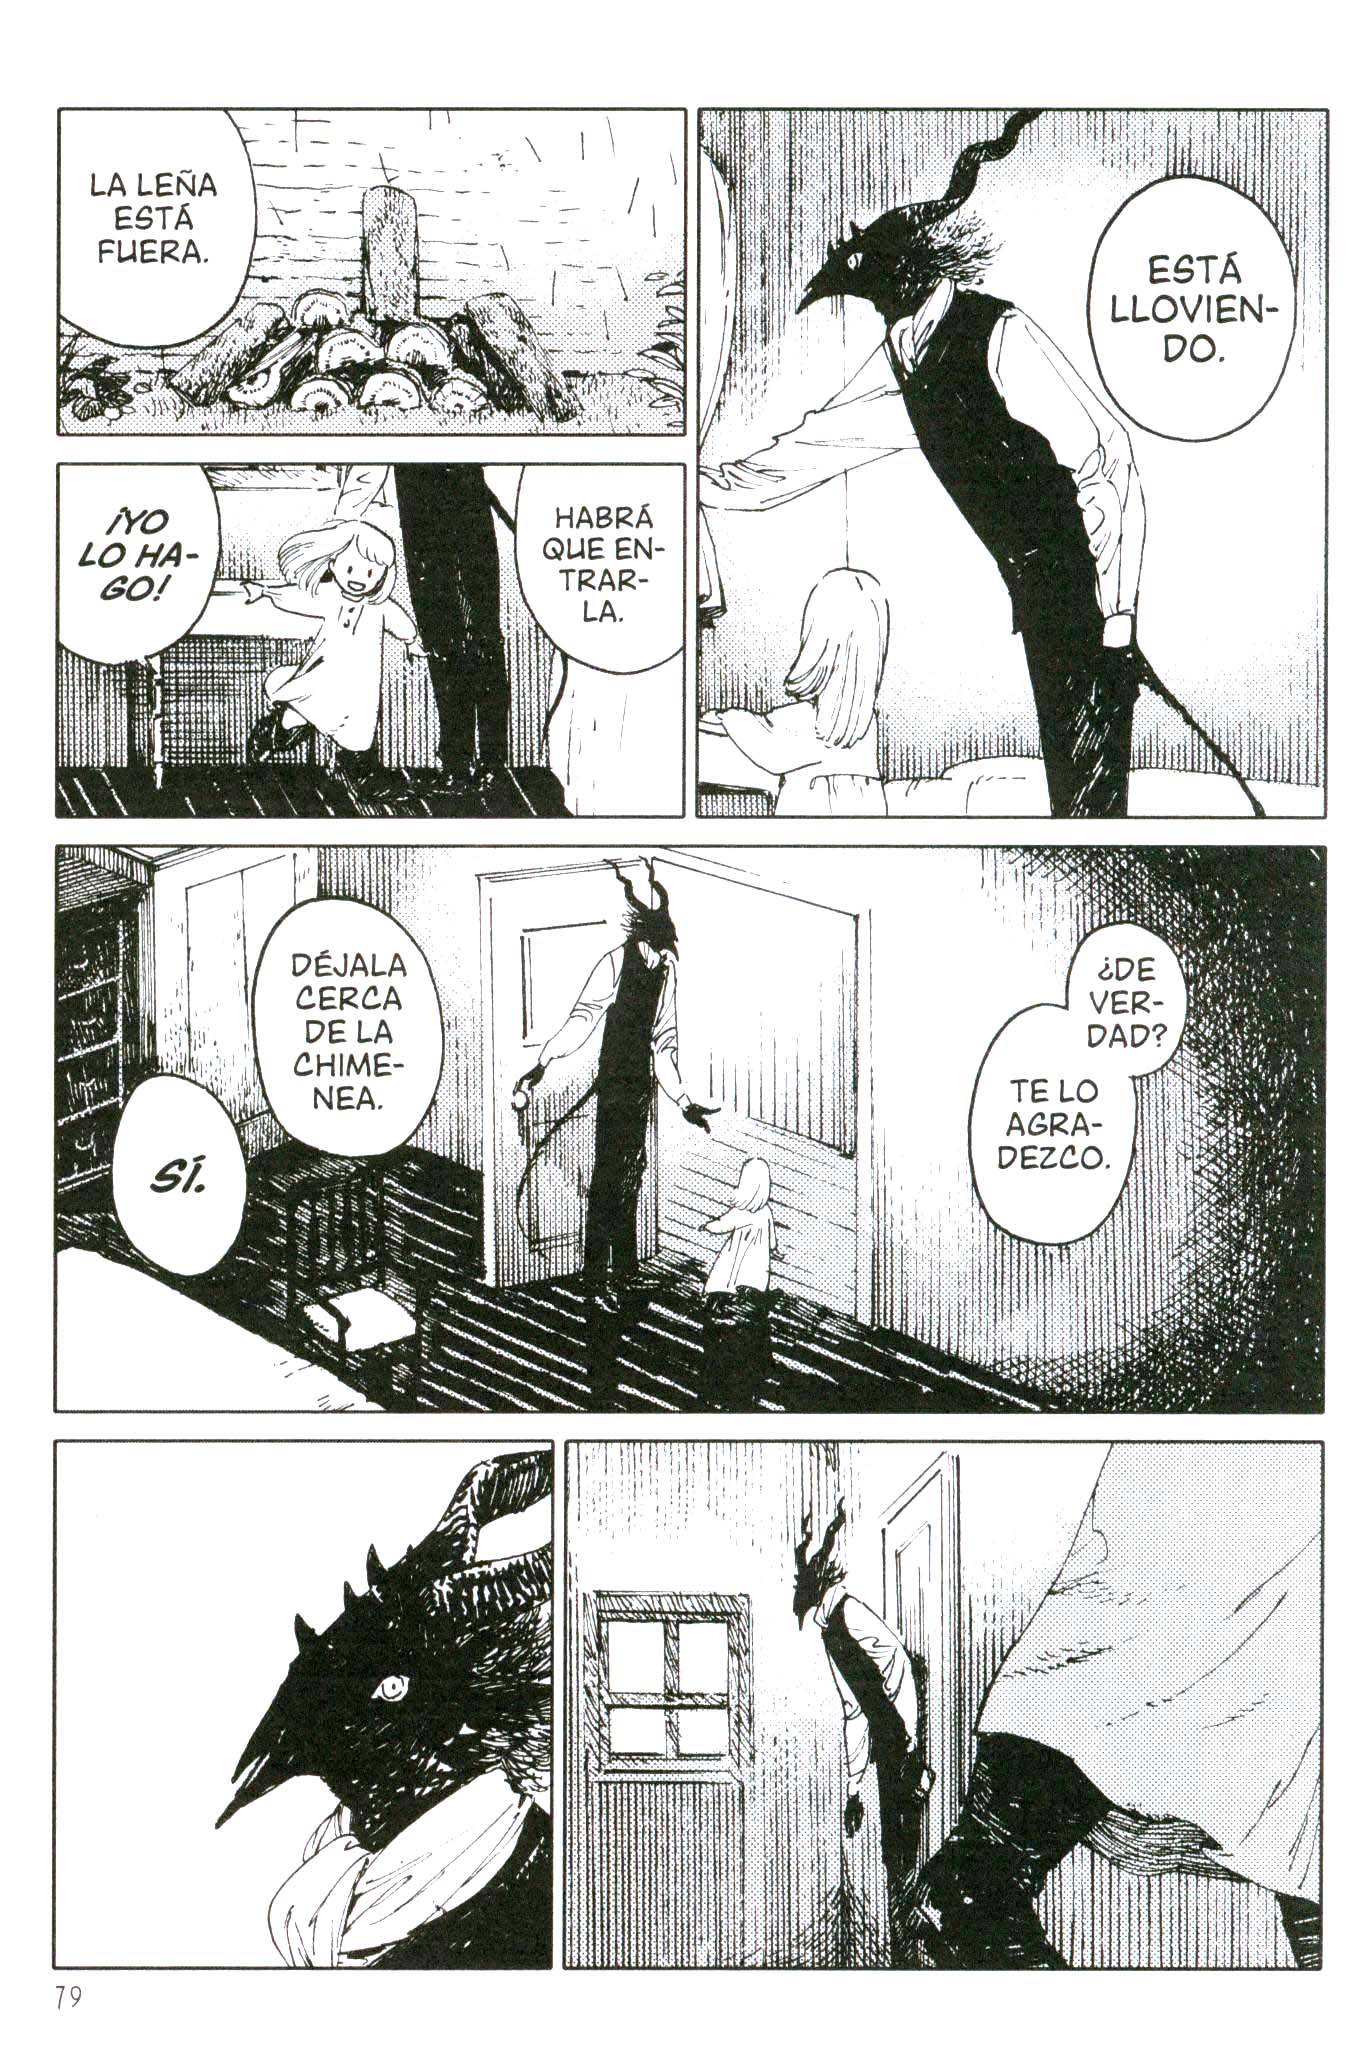 ESTÁ
LLOVIEN-
DO.
LA LEÑA
ESTÁ
FUERA.
HABRÁ
QUE EN-
TRAR-
LA.
¡YO
LO HA-
GO!
¿DE
VER-
DAD?
TE LO
AGRA-
DEZCO.
DÉJALA
CERCA
DE LA
CHIME-
NEA.
SÍ.
79